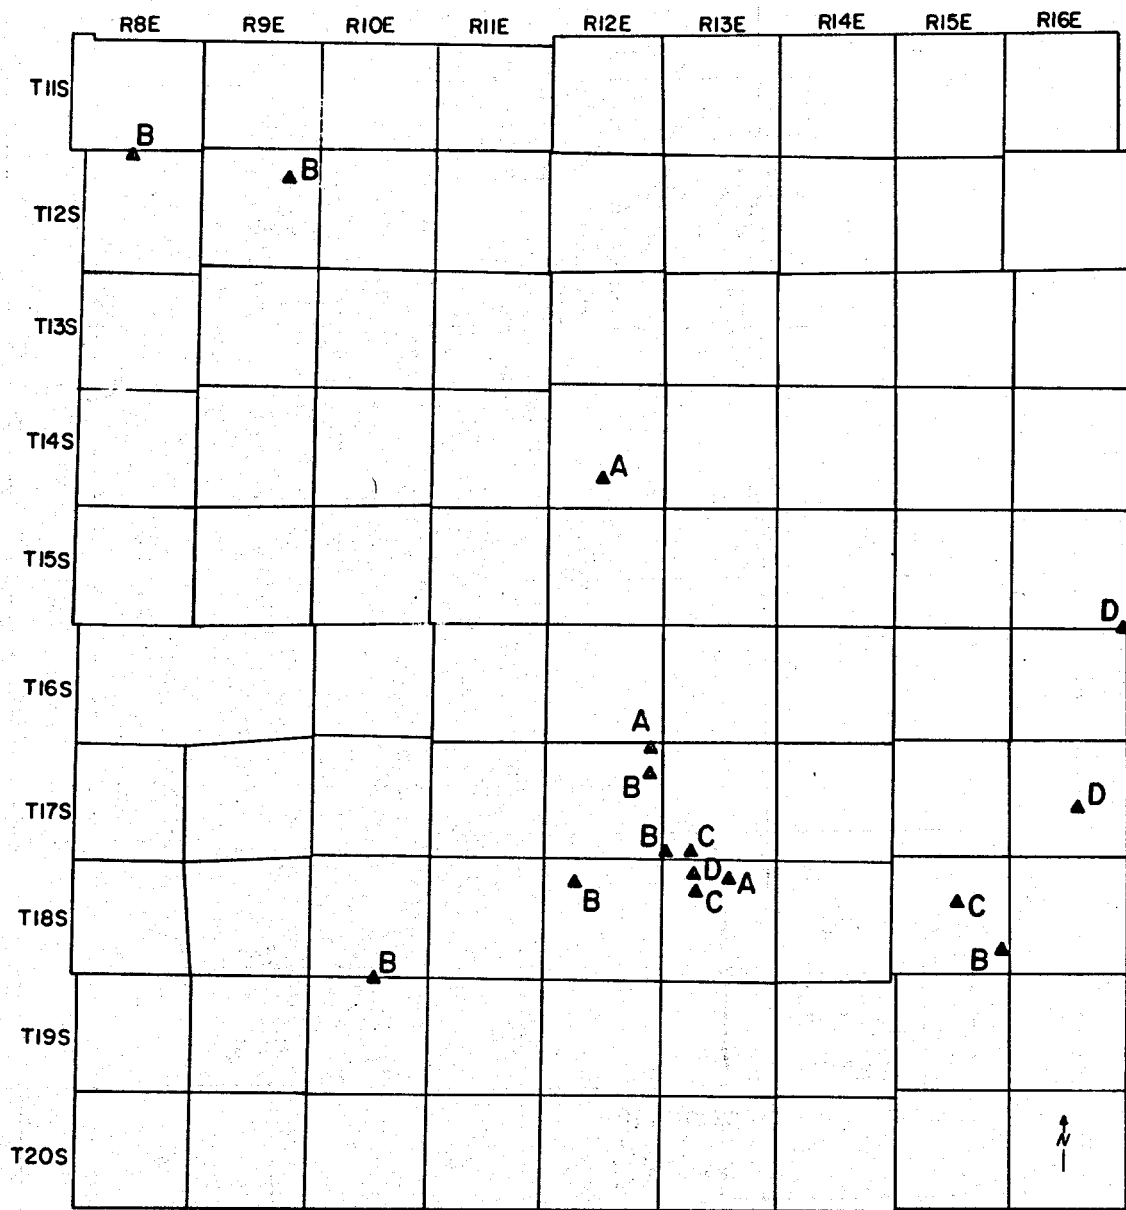 R8E R9E R10E R11E R12E R13E R14E R15E R16E
T11S
B
B
T12S
T13S
T14S
A
T15S
D
T16S
A
B
T17S
D
B C
D A
B C
T18S
C
B
B
T19S
N
T20S